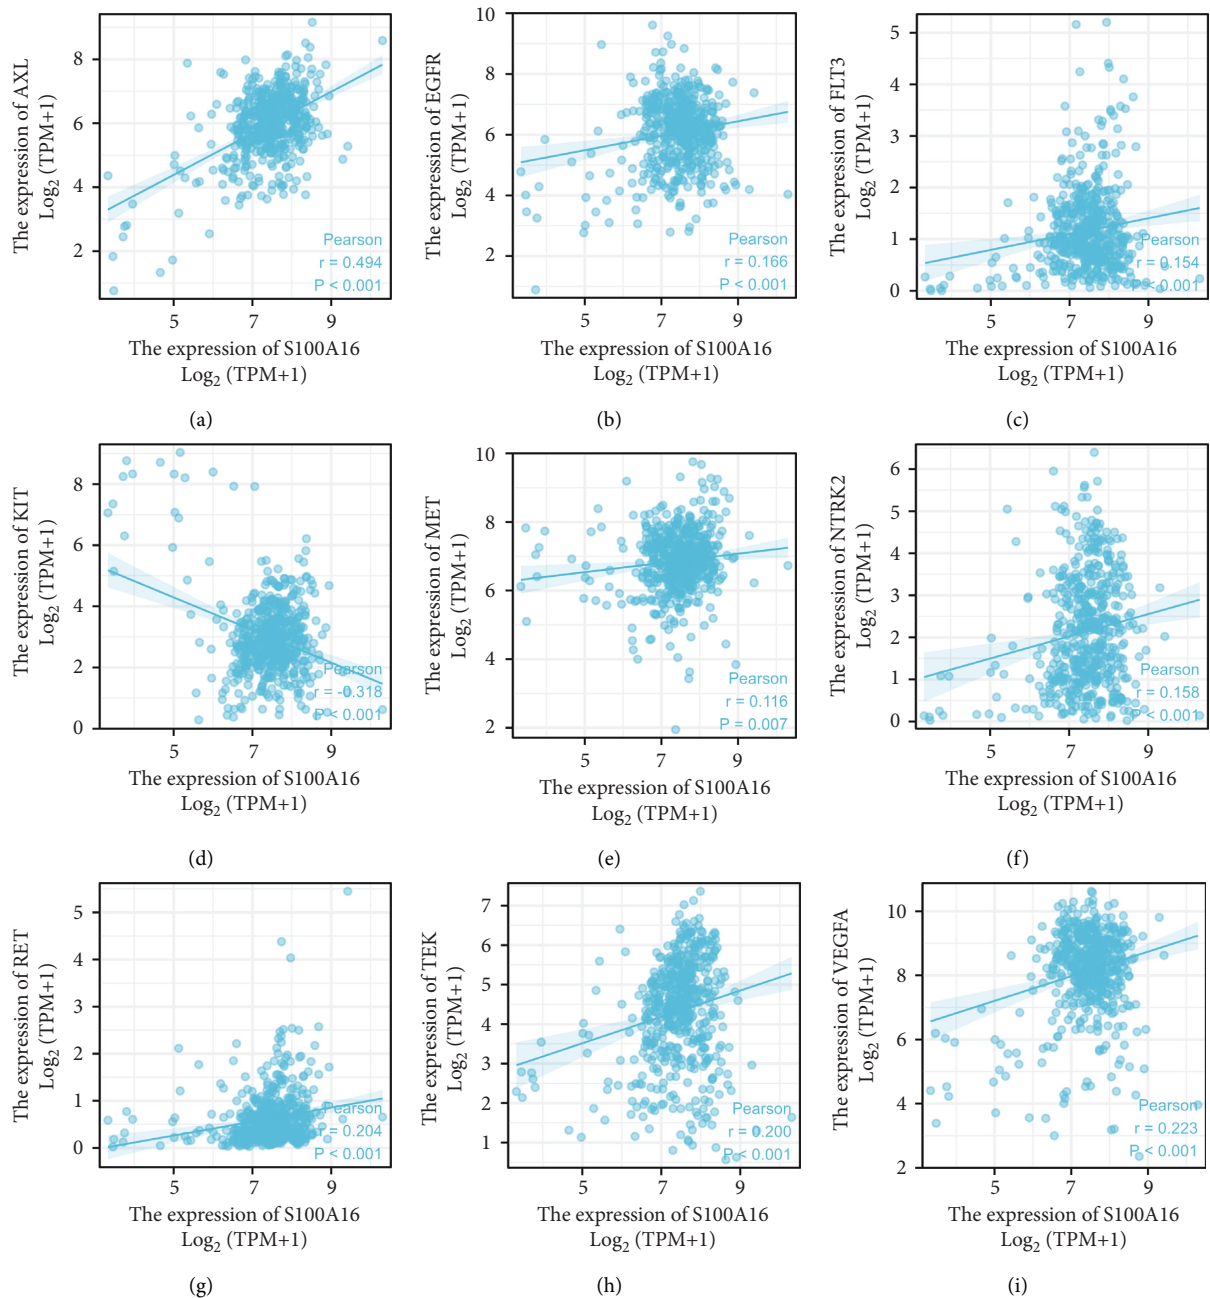 The expression of AXL
Log₂ (TPM+1)
8
6
4
2
Pearson
r = 0.494
P < 0.001
5 7 9
The expression of S100A16
Log₂ (TPM+1)
(a)
The expression of EGFR
Log₂ (TPM+1)
10
8
6
4
2
Pearson
r = 0.166
P < 0.001
5 7 9
The expression of S100A16
Log₂ (TPM+1)
(b)
The expression of FLT3
Log₂ (TPM+1)
5
4
3
2
1
0
Pearson
r = 0.154
P < 0.001
5 7 9
The expression of S100A16
Log₂ (TPM+1)
(c)
The expression of KIT
Log₂ (TPM+1)
8
6
4
2
0
Pearson
r = -0.318
P < 0.001
5 7 9
The expression of S100A16
Log₂ (TPM+1)
(d)
The expression of MET
Log₂ (TPM+1)
10
8
6
4
2
Pearson
r = 0.116
P = 0.007
5 7 9
The expression of S100A16
Log₂ (TPM+1)
(e)
The expression of NTRK2
Log₂ (TPM+1)
6
5
4
3
2
1
0
Pearson
r = 0.158
P < 0.001
5 7 9
The expression of S100A16
Log₂ (TPM+1)
(f)
The expression of RET
Log₂ (TPM+1)
5
4
3
2
1
0
Pearson
r = 0.204
P < 0.001
5 7 9
The expression of S100A16
Log₂ (TPM+1)
(g)
The expression of TEK
Log₂ (TPM+1)
7
6
5
4
3
2
1
Pearson
r = 0.200
P < 0.001
5 7 9
The expression of S100A16
Log₂ (TPM+1)
(h)
The expression of VEGFA
Log₂ (TPM+1)
10
8
6
4
2
Pearson
r = 0.223
P < 0.001
5 7 9
The expression of S100A16
Log₂ (TPM+1)
(i)